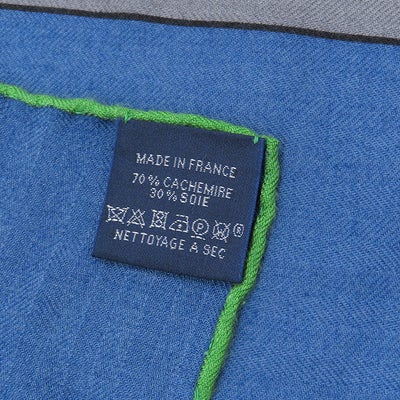 MADE IN FRANCE
70% CACHEMIRE
30% SOIE
P W ®
NETTOYAGE A SEC